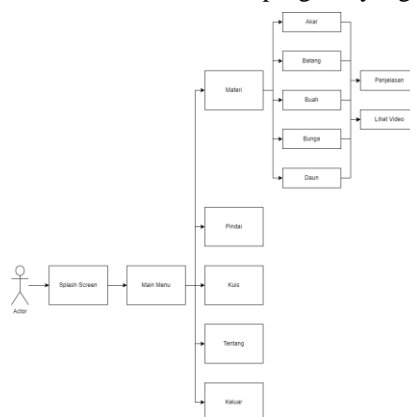 Akar
Batang
Materi
Buah
Penjelasan
Lihat Video
Bunga
Daun
Pindai
Actor
Splash Screen
Main Menu
Kuis
Tentang
Keluar